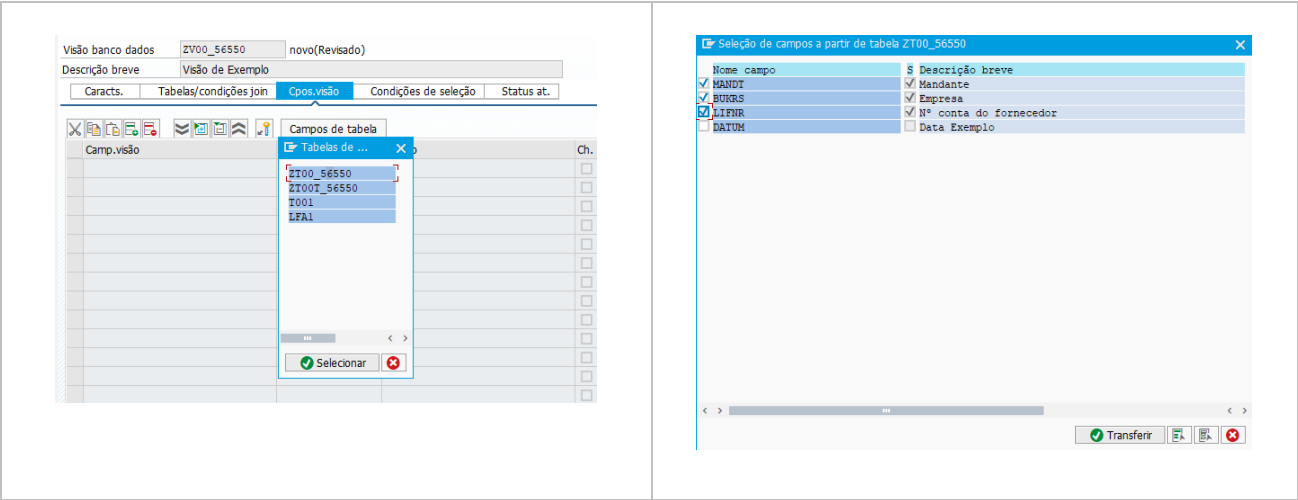 Visão banco dados ZV00_56550 novo(Revisado)
Descrição breve Visão de Exemplo
Caracts. Tabelas/condições join Cpos.visão Condições de seleção Status at.
Campos de tabela
Camp.visão Ch.
Tabelas de ...
ZT00_56550
ZT00T_56550
T001
LFA1
Selecionar
Seleção de campos a partir de tabela ZT00_56550
Nome campo S Descrição breve
MANDT Mandante
BUKRS Empresa
LIFNR Nº conta do fornecedor
DATUM Data Exemplo
Transferir